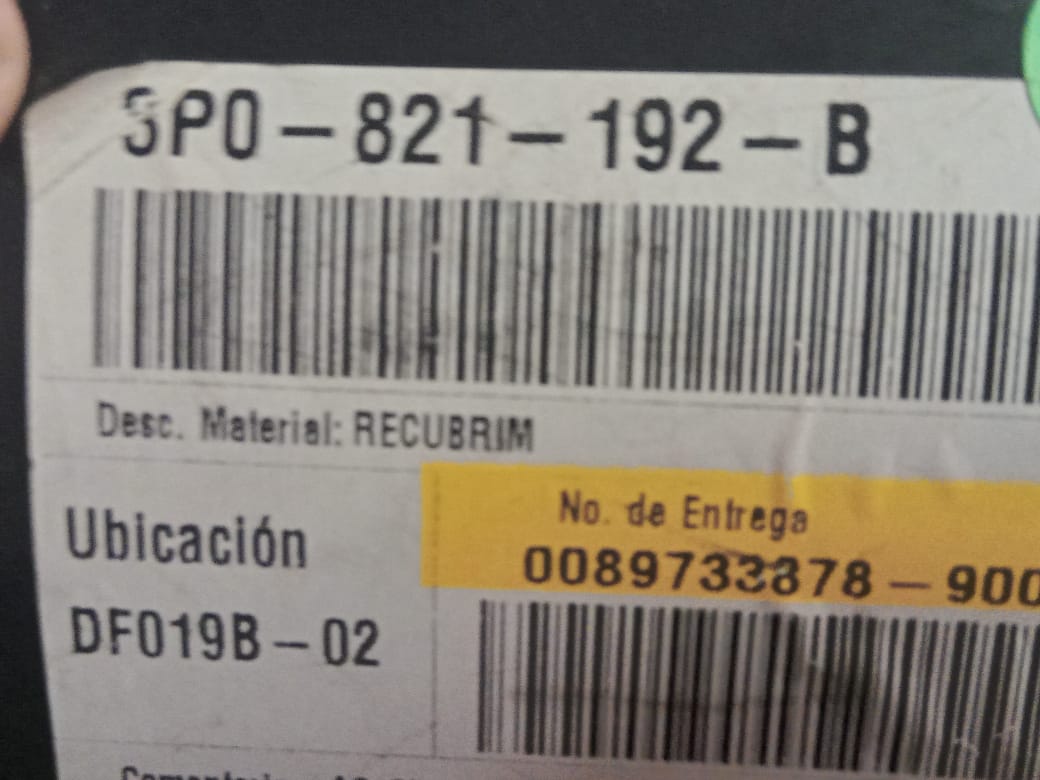 3P0-821-192-B
Desc. Material: RECUBRIM
No. de Entrega
0089733878-900
Ubicación
DF019B-02